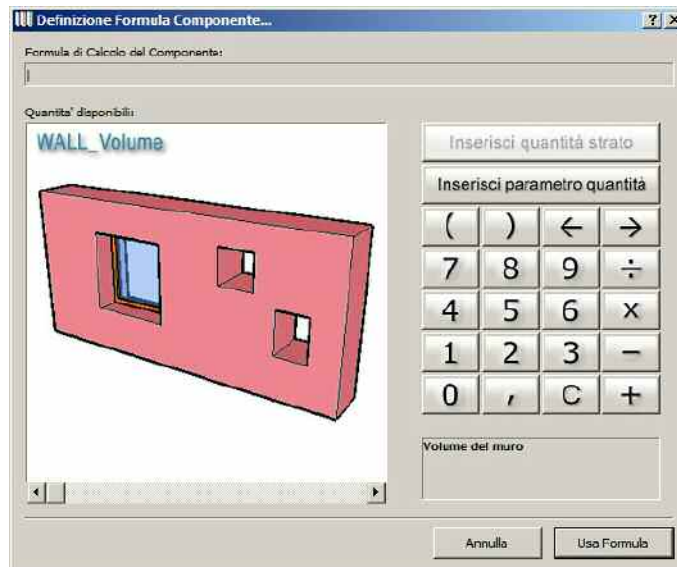 Definizione Formula Componente...
Formula di Calcolo del Componente:
Quantita' disponibili:
WALL_Volume
Inserisci quantità strato
Inserisci parametro quantità
( ) ← →
7 8 9 ÷
4 5 6 x
1 2 3 −
0 , C +
Volume del muro
Annulla Usa Formula